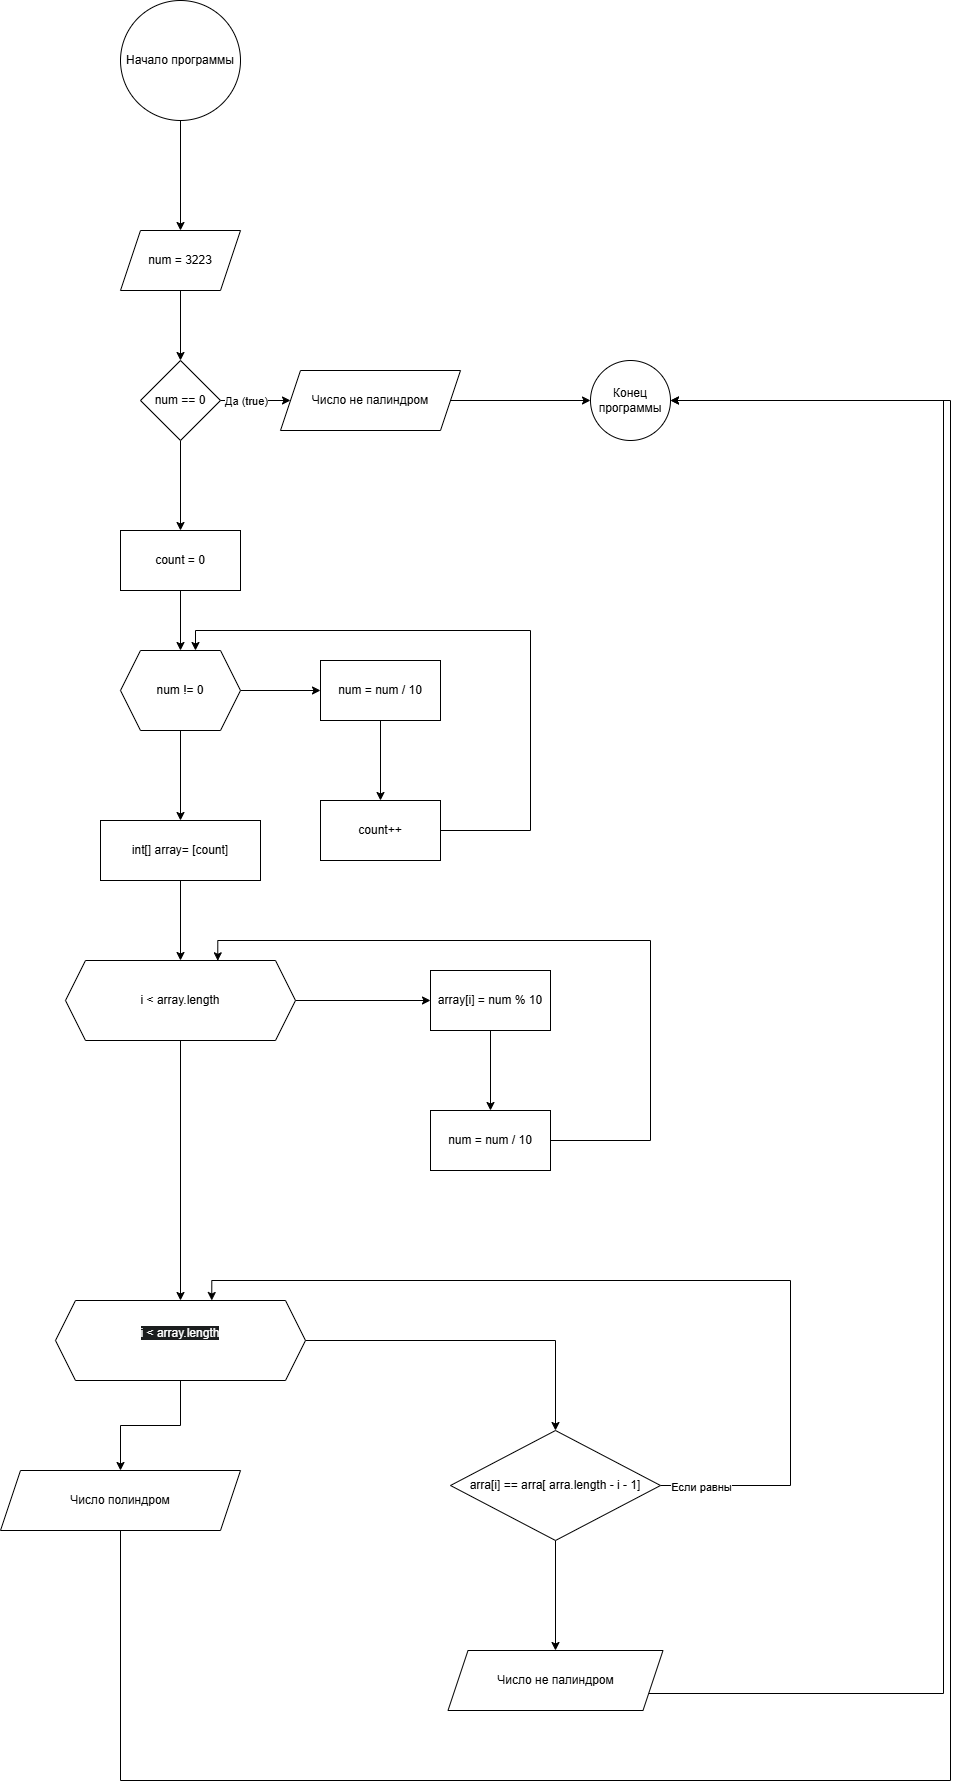 Начало программы
num = 3223
num == 0
Да (true)
Число не палиндром
Конец
программы
count = 0
num != 0
num = num / 10
count++
int[] array= [count]
i < array.length
array[i] = num % 10
num = num / 10
i < array.length
arra[i] == arra[ arra.length - i - 1]
Если равны
Число полиндром
Число не палиндром